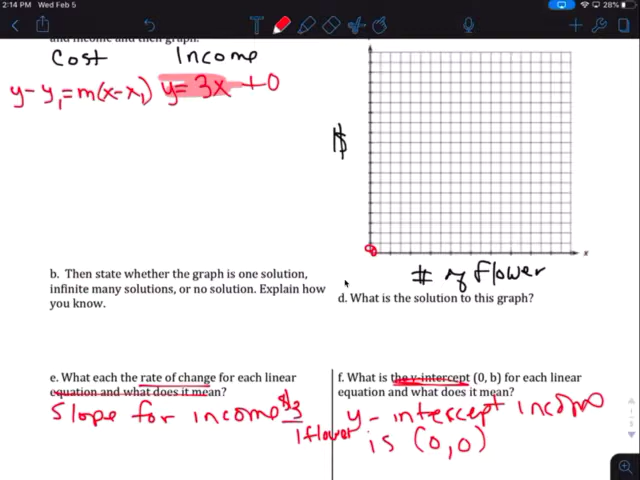 2:14 PM Wed Feb 5
28%
and income and then graph.
Cost Income
y - y₁ = m(x - x₁) y = 3x + 0
$
x
# of flower
b. Then state whether the graph is one solution,
infinite many solutions, or no solution. Explain how
you know.
d. What is the solution to this graph?
e. What each the rate of change for each linear
equation and what does it mean?
Slope for income $3
1 flower
f. What is the y-intercept (0, b) for each linear
equation and what does it mean?
y - intercept income
is (0,0)